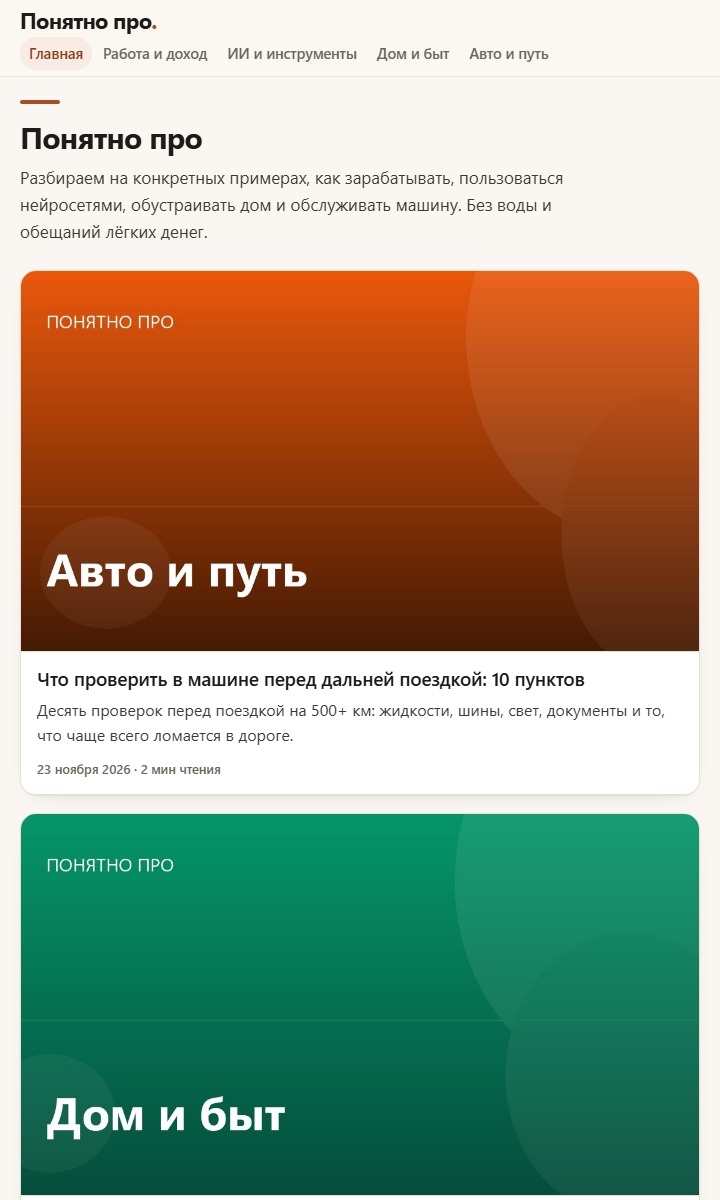 Понятно про.
Главная
Работа и доход
ИИ и инструменты
Дом и быт
Авто и путь
Понятно про
Разбираем на конкретных примерах, как зарабатывать, пользоваться
нейросетями, обустраивать дом и обслуживать машину. Без воды и
обещаний лёгких денег.
ПОНЯТНО ПРО
Авто и путь
Что проверить в машине перед дальней поездкой: 10 пунктов
Десять проверок перед поездкой на 500+ км: жидкости, шины, свет, документы и то,
что чаще всего ломается в дороге.
23 ноября 2026 · 2 мин чтения
ПОНЯТНО ПРО
Дом и быт